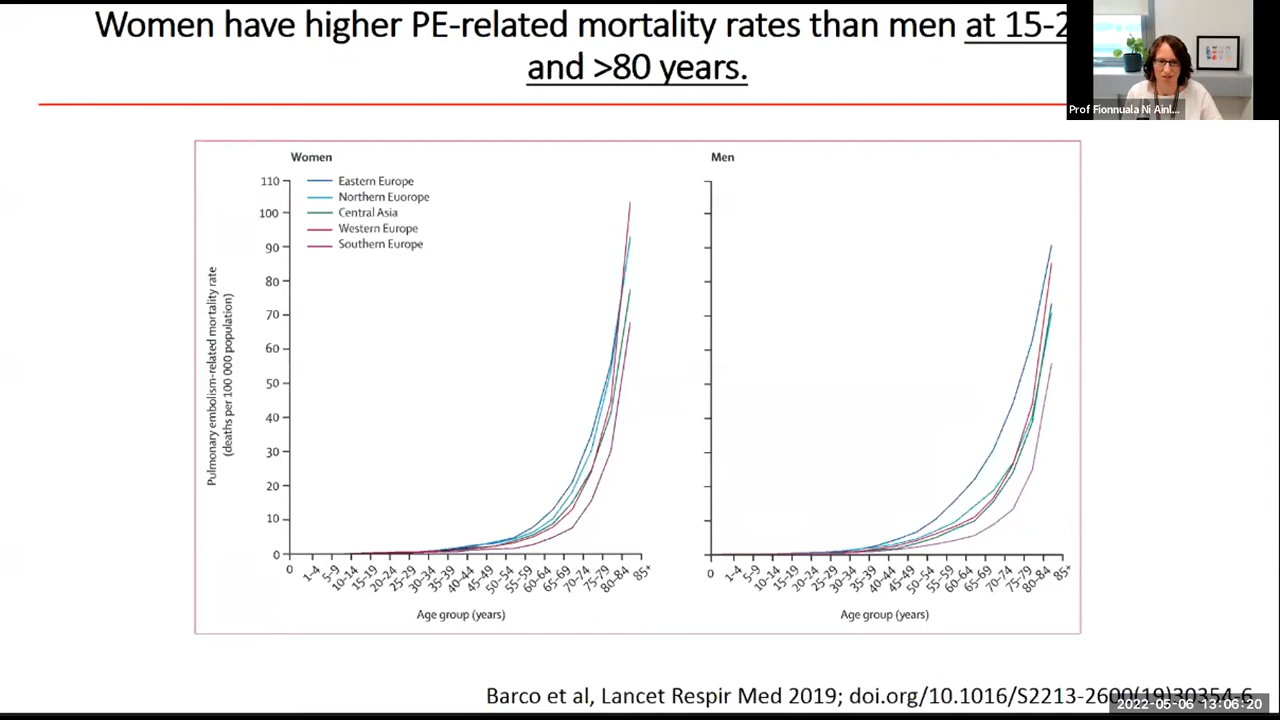 Women have higher PE-related mortality rates than men at 15-2
and >80 years.
Prof Fionnuala Ni Ainl...
Women
Men
Eastern Europe
Northern Euorope
Central Asia
Western Europe
Southern Europe
110
100
90
80
70
60
50
40
30
20
10
0
Pulmonary embolism-related mortality rate
(deaths per 100 000 population)
0 1-4 5-9 10-14 15-19 20-24 25-29 30-34 35-39 40-44 45-49 50-54 55-59 60-64 65-69 70-74 75-79 80-84 85+
0 1-4 5-9 10-14 15-19 20-24 25-29 30-34 35-39 40-44 45-49 50-54 55-59 60-64 65-69 70-74 75-79 80-84 85+
Age group (years)
Age group (years)
Barco et al, Lancet Respir Med 2019; doi.org/10.1016/S2213-2600(19)30354-6
2022-05-06 13:06:20